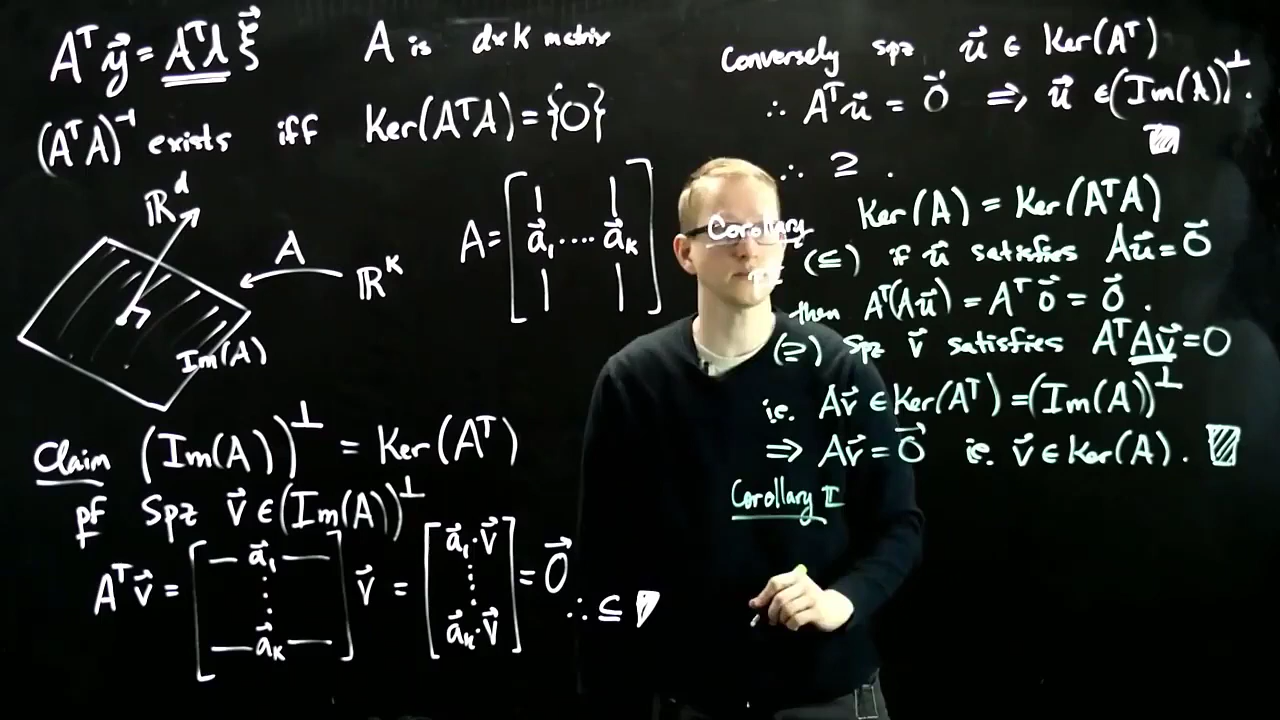 Aᵀy⃗ = AᵀA ξ⃗
A is d×k matrix
(AᵀA)⁻¹ exists iff Ker(AᵀA) = {0}
ℝᵈ
A
ℝᴷ
Im(A)
A = [ | | a⃗₁ .... a⃗ₖ | | ]
Claim (Im(A))^⊥ = Ker(Aᵀ)
pf Spz v⃗ ∈ (Im(A))^⊥
Aᵀv⃗ = [ — a⃗₁ — ⋮ — a⃗ₖ — ] v⃗ = [ a⃗₁·v⃗ ⋮ a⃗ₖ·v⃗ ] = 0⃗
∴ ⊆
Conversely spz u⃗ ∈ Ker(Aᵀ)
∴ Aᵀu⃗ = 0⃗ ⇒ u⃗ ∈ (Im(A))^⊥.
∴ ⊇ .
Corollary Ker(A) = Ker(AᵀA)
pf (⊆) if u⃗ satisfies Au⃗ = 0⃗
then Aᵀ(Au⃗) = Aᵀ0⃗ = 0⃗ .
(⊇) Spz v⃗ satisfies AᵀAv⃗ = 0
ie. Av⃗ ∈ Ker(Aᵀ) = (Im(A))^⊥
⇒ Av⃗ = 0⃗ ie. v⃗ ∈ Ker(A).
Corollary II